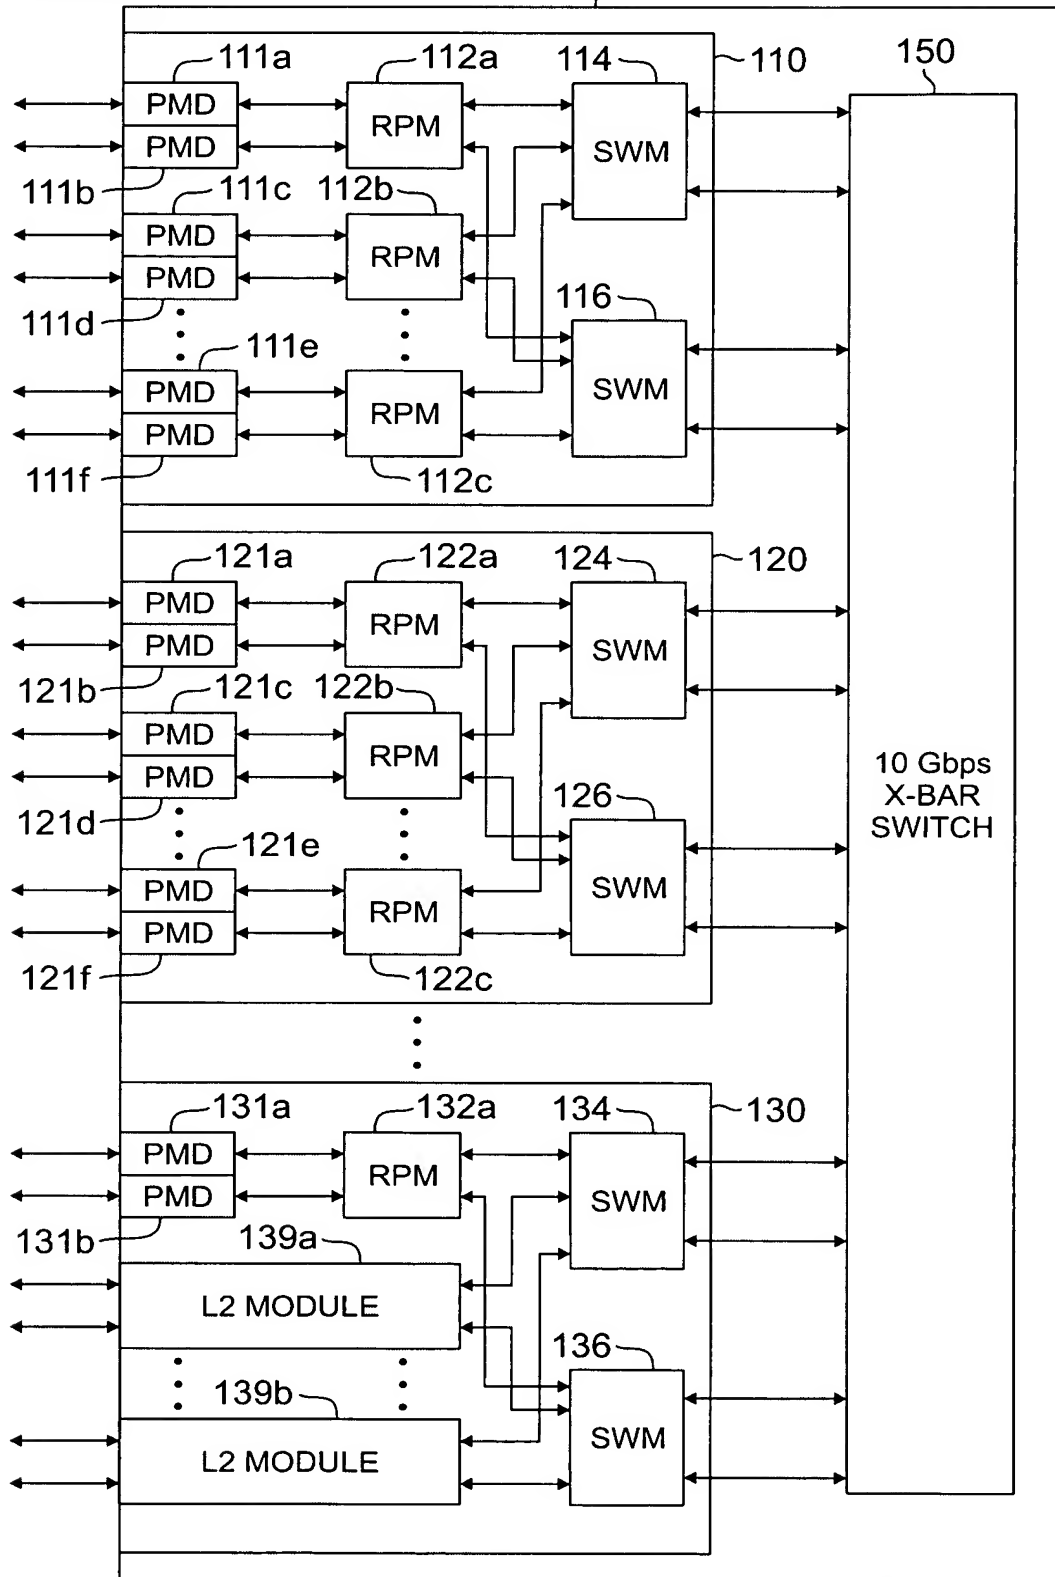 111a 112a 114 110 150
PMD RPM SWM
PMD
111b 111c 112b
PMD RPM
PMD
111d 116
111e
PMD RPM SWM
PMD
111f 112c
121a 122a 124 120
PMD RPM SWM
PMD
121b 121c 122b
PMD RPM
PMD
10 Gbps
X-BAR
SWITCH
121d 126
121e
PMD RPM SWM
PMD
121f 122c
131a 132a 134 130
PMD RPM SWM
PMD
131b 139a
L2 MODULE
136
139b
L2 MODULE SWM